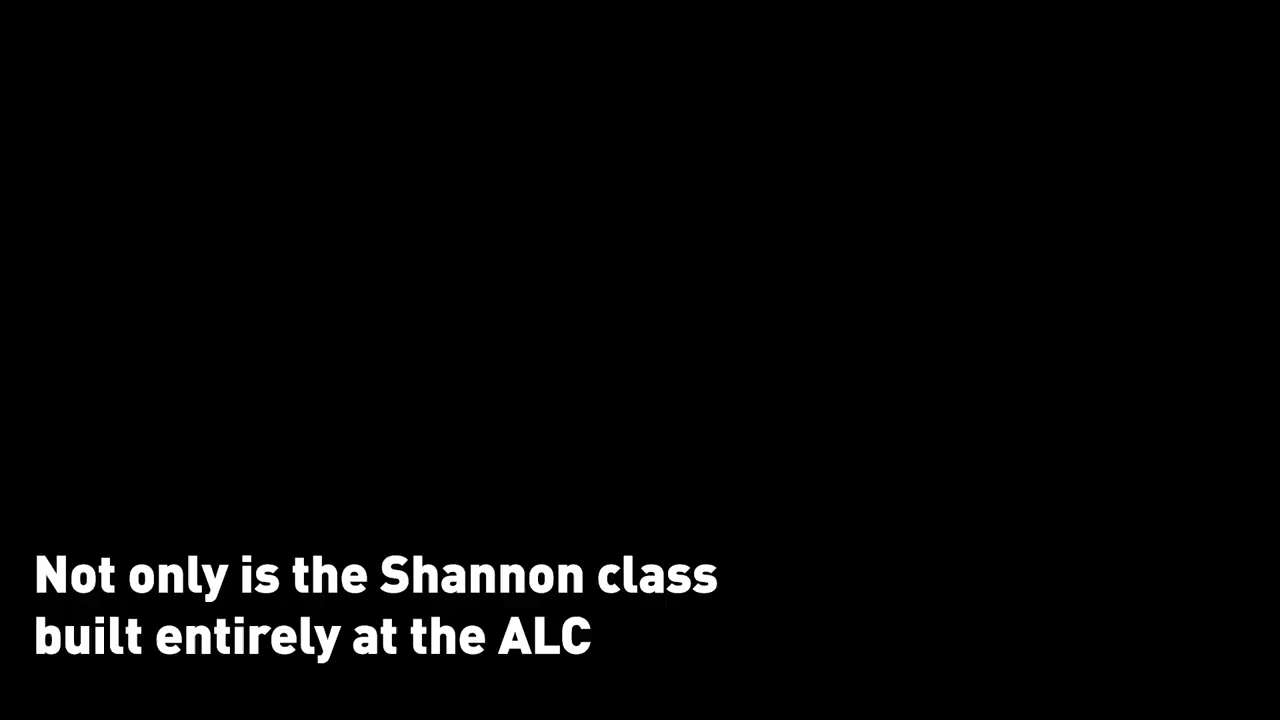 Not only is the Shannon class
built entirely at the ALC